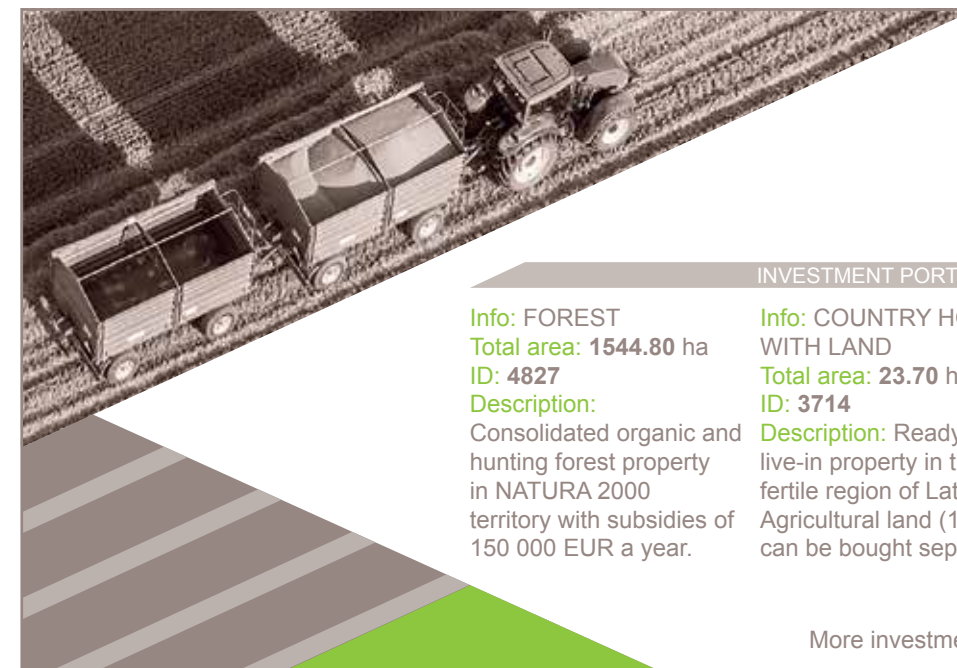 INVESTMENT PORT
Info: FOREST
Total area: 1544.80 ha
ID: 4827
Description:
Consolidated organic and
hunting forest property
in NATURA 2000
territory with subsidies of
150 000 EUR a year.
Info: COUNTRY HO
WITH LAND
Total area: 23.70 h
ID: 3714
Description: Ready
live-in property in t
fertile region of Lat
Agricultural land (1
can be bought sep
More investme